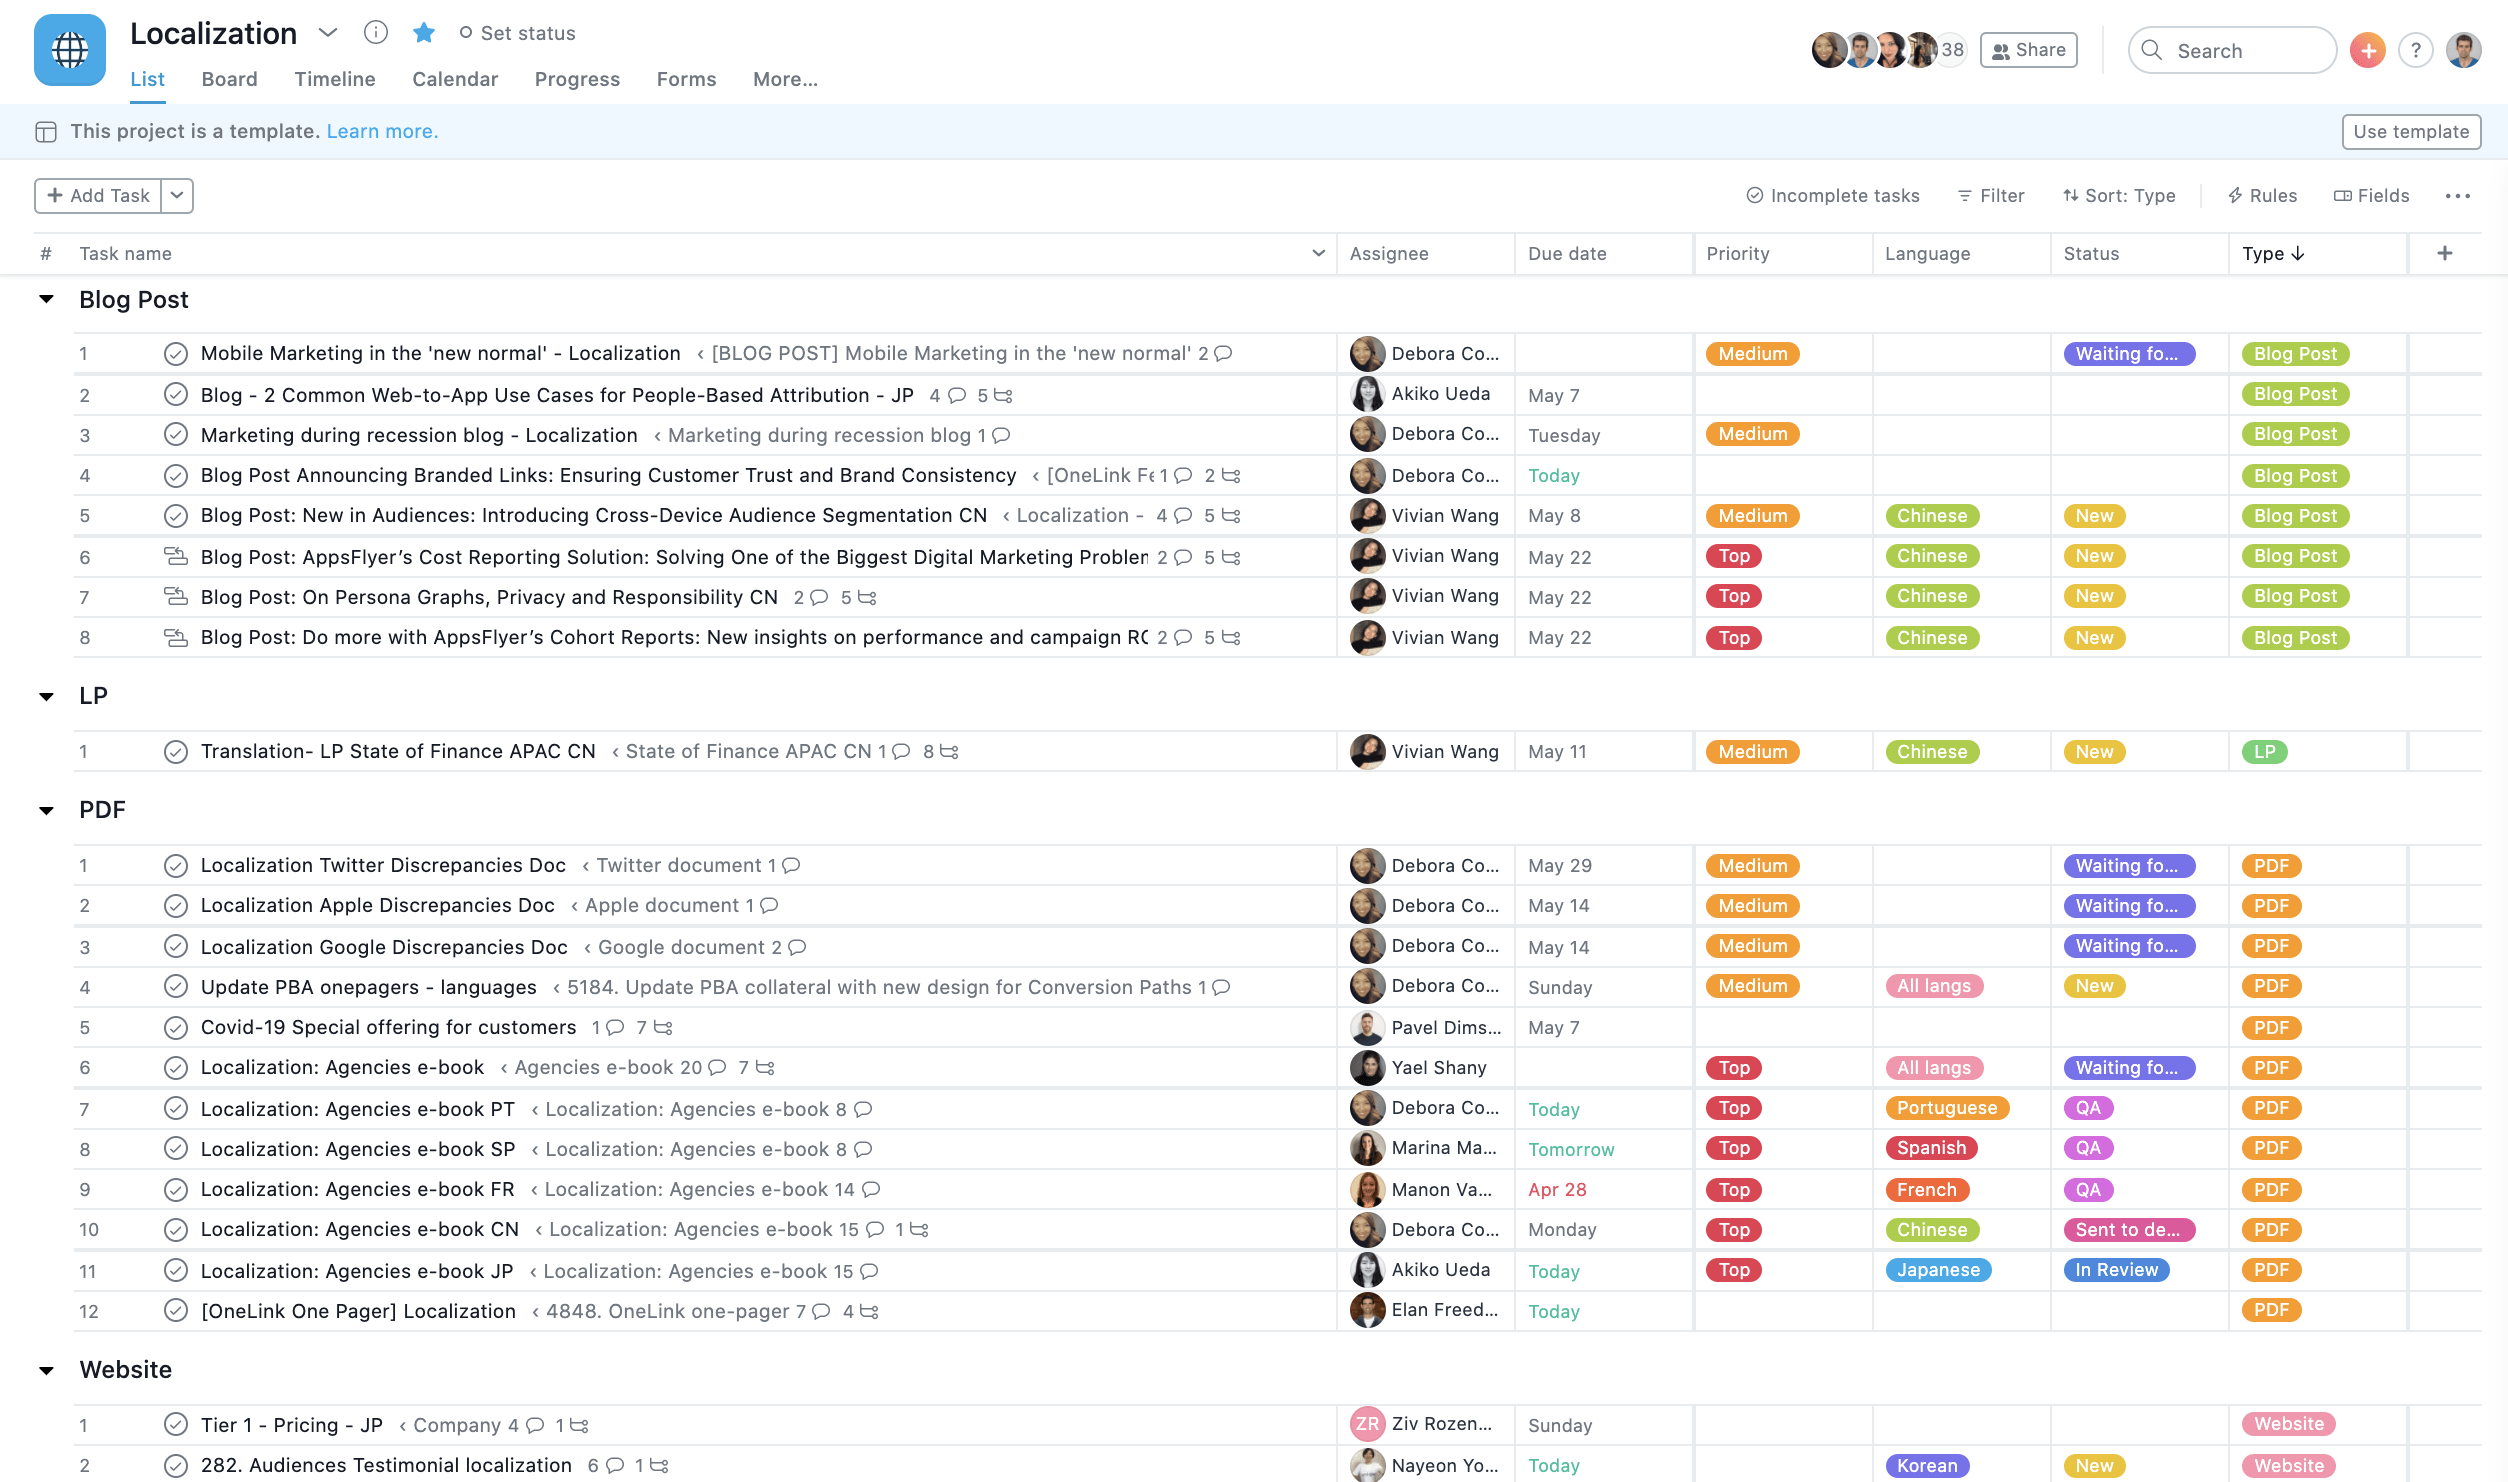 Localization Set status
List Board Timeline Calendar Progress Forms More...
38 Share Search ?
This project is a template. Learn more. Use template
Add Task Incomplete tasks Filter Sort: Type Rules Fields
# Task name Assignee Due date Priority Language Status Type
Blog Post
1 Mobile Marketing in the 'new normal' - Localization ‹ [BLOG POST] Mobile Marketing in the 'new normal' 2 Debora Co... Medium Waiting fo... Blog Post
2 Blog - 2 Common Web-to-App Use Cases for People-Based Attribution - JP 4 5 Akiko Ueda May 7 Blog Post
3 Marketing during recession blog - Localization ‹ Marketing during recession blog 1 Debora Co... Tuesday Medium Blog Post
4 Blog Post Announcing Branded Links: Ensuring Customer Trust and Brand Consistency ‹ [OneLink Fe 1 2 Debora Co... Today Blog Post
5 Blog Post: New in Audiences: Introducing Cross-Device Audience Segmentation CN ‹ Localization - 4 5 Vivian Wang May 8 Medium Chinese New Blog Post
6 Blog Post: AppsFlyer’s Cost Reporting Solution: Solving One of the Biggest Digital Marketing Problem 2 5 Vivian Wang May 22 Top Chinese New Blog Post
7 Blog Post: On Persona Graphs, Privacy and Responsibility CN 2 5 Vivian Wang May 22 Top Chinese New Blog Post
8 Blog Post: Do more with AppsFlyer’s Cohort Reports: New insights on performance and campaign RO 2 5 Vivian Wang May 22 Top Chinese New Blog Post
LP
1 Translation- LP State of Finance APAC CN ‹ State of Finance APAC CN 1 8 Vivian Wang May 11 Medium Chinese New LP
PDF
1 Localization Twitter Discrepancies Doc ‹ Twitter document 1 Debora Co... May 29 Medium Waiting fo... PDF
2 Localization Apple Discrepancies Doc ‹ Apple document 1 Debora Co... May 14 Medium Waiting fo... PDF
3 Localization Google Discrepancies Doc ‹ Google document 2 Debora Co... May 14 Medium Waiting fo... PDF
4 Update PBA onepagers - languages ‹ 5184. Update PBA collateral with new design for Conversion Paths 1 Debora Co... Sunday Medium All langs New PDF
5 Covid-19 Special offering for customers 1 7 Pavel Dims... May 7 PDF
6 Localization: Agencies e-book ‹ Agencies e-book 20 7 Yael Shany Top All langs Waiting fo... PDF
7 Localization: Agencies e-book PT ‹ Localization: Agencies e-book 8 Debora Co... Today Top Portuguese QA PDF
8 Localization: Agencies e-book SP ‹ Localization: Agencies e-book 8 Marina Ma... Tomorrow Top Spanish QA PDF
9 Localization: Agencies e-book FR ‹ Localization: Agencies e-book 14 Manon Va... Apr 28 Top French QA PDF
10 Localization: Agencies e-book CN ‹ Localization: Agencies e-book 15 1 Debora Co... Monday Top Chinese Sent to de... PDF
11 Localization: Agencies e-book JP ‹ Localization: Agencies e-book 15 Akiko Ueda Today Top Japanese In Review PDF
12 [OneLink One Pager] Localization ‹ 4848. OneLink one-pager 7 4 Elan Freed... Today PDF
Website
1 Tier 1 - Pricing - JP ‹ Company 4 1 ZR Ziv Rozen... Sunday Website
2 282. Audiences Testimonial localization 6 1 Nayeon Yo... Today Korean New Website